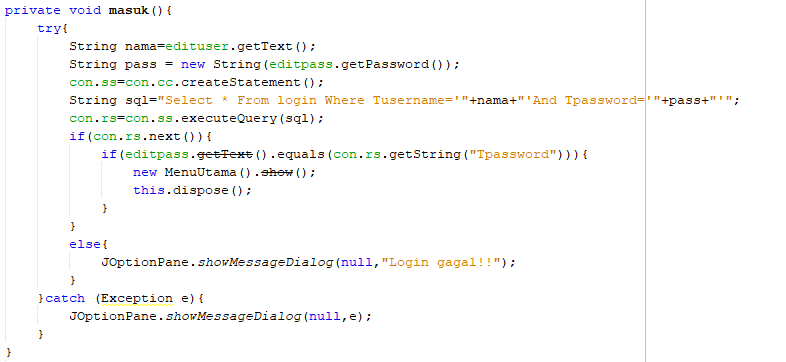 private void masuk(){
try{
String nama=edituser.getText();
String pass = new String(editpass.getPassword());
con.ss=con.cc.createStatement();
String sql="Select * From login Where Tusername='"+nama+"'And Tpassword='"+pass+"'";
con.rs=con.ss.executeQuery(sql);
if(con.rs.next()){
if(editpass.getText().equals(con.rs.getString("Tpassword"))){
new MenuUtama().show();
this.dispose();
}
}
else{
JOptionPane.showMessageDialog(null,"Login gagal!!");
}
}catch (Exception e){
JOptionPane.showMessageDialog(null,e);
}
}